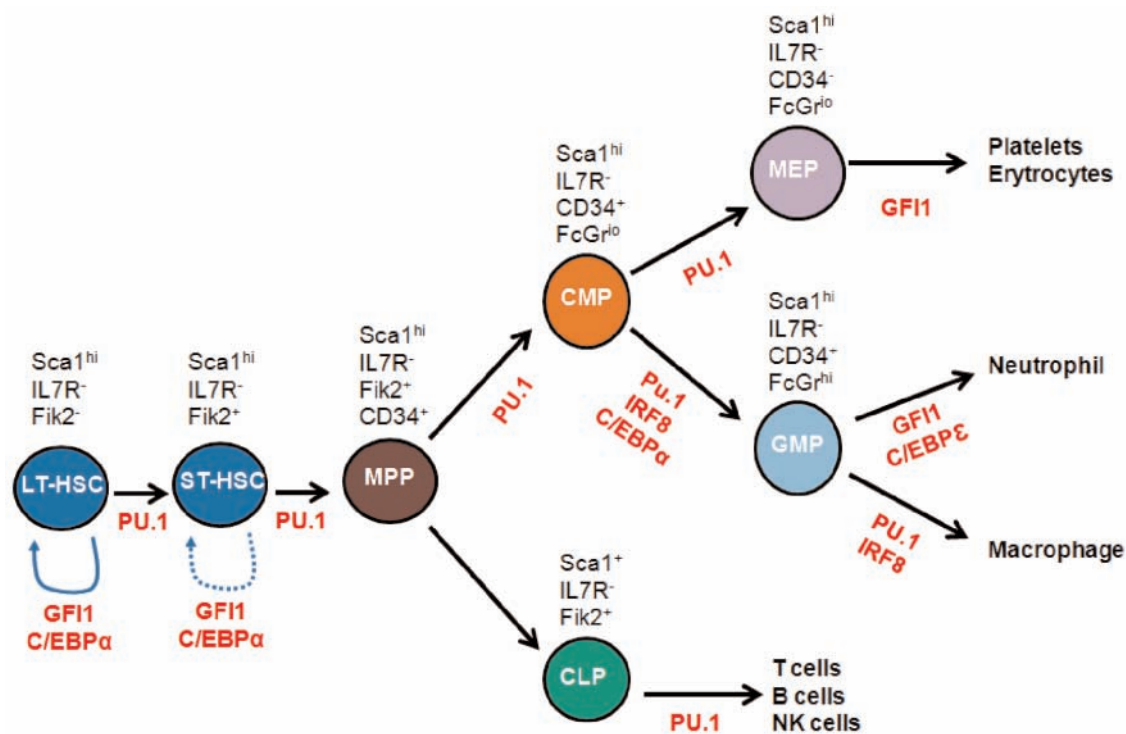 Sca1ʰⁱ
IL7R⁻
Fik2⁻
LT-HSC
GFI1
C/EBPα
PU.1
Sca1ʰⁱ
IL7R⁻
Fik2⁺
ST-HSC
GFI1
C/EBPα
PU.1
Sca1ʰⁱ
IL7R⁻
Fik2⁺
CD34⁺
MPP
PU.1
Sca1ʰⁱ
IL7R⁻
CD34⁺
FcGrˡᵒ
CMP
PU.1
Sca1ʰⁱ
IL7R⁻
CD34⁻
FcGrˡᵒ
MEP
GFI1
Platelets
Erytrocytes
Pu.1
IRF8
C/EBPα
Sca1ʰⁱ
IL7R⁻
CD34⁺
FcGrʰⁱ
GMP
GFI1
C/EBPƐ
Neutrophil
PU.1
IRF8
Macrophage
Sca1⁺
IL7R⁻
Fik2⁺
CLP
PU.1
T cells
B cells
NK cells